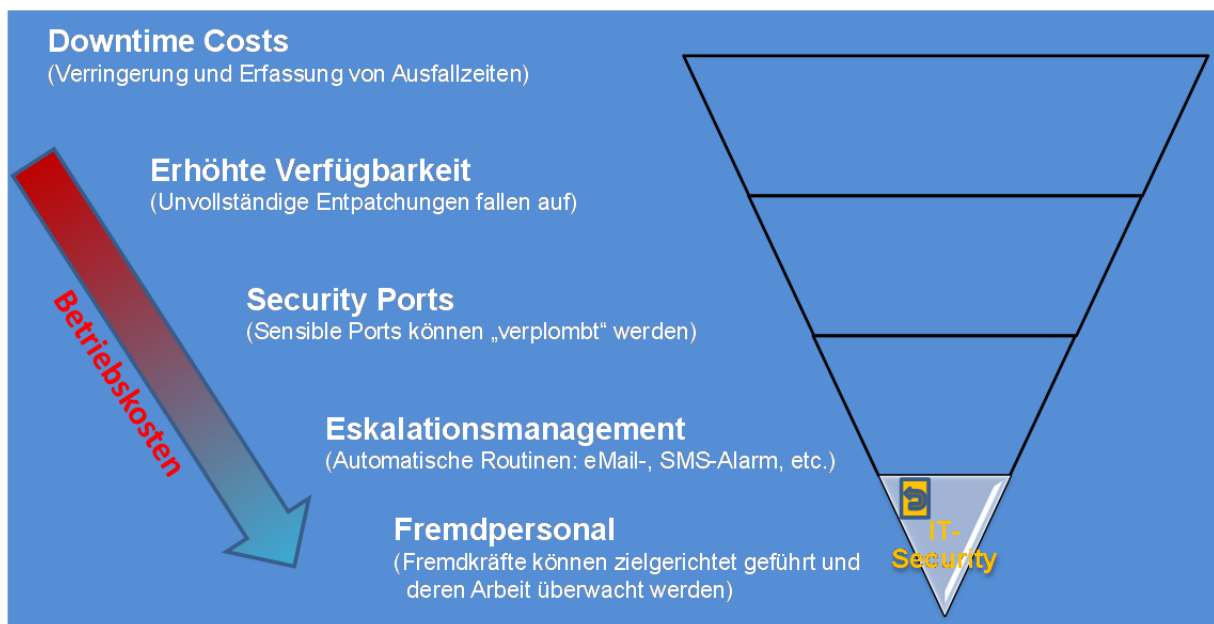 Downtime Costs
(Verringerung und Erfassung von Ausfallzeiten)
Erhöhte Verfügbarkeit
(Unvollständige Entpatchungen fallen auf)
Security Ports
(Sensible Ports können „verplombt“ werden)
Betriebskosten
Eskalationsmanagement
(Automatische Routinen: eMail-, SMS-Alarm, etc.)
Fremdpersonal
(Fremdkräfte können zielgerichtet geführt und
deren Arbeit überwacht werden)
IT-
Security